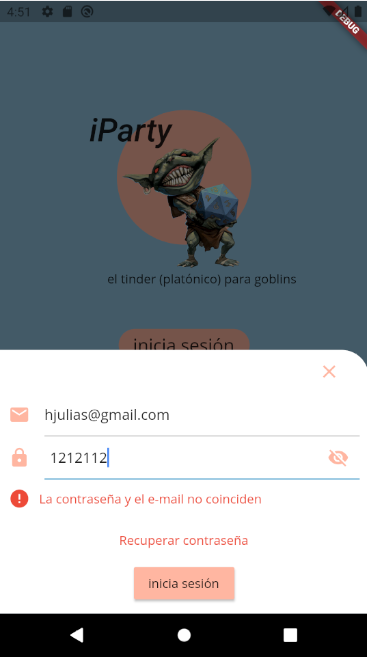 4:51
DEBUG
iParty
el tinder (platónico) para goblins
inicia sesión
hjulias@gmail.com
1212112
La contraseña y el e-mail no coinciden
Recuperar contraseña
inicia sesión